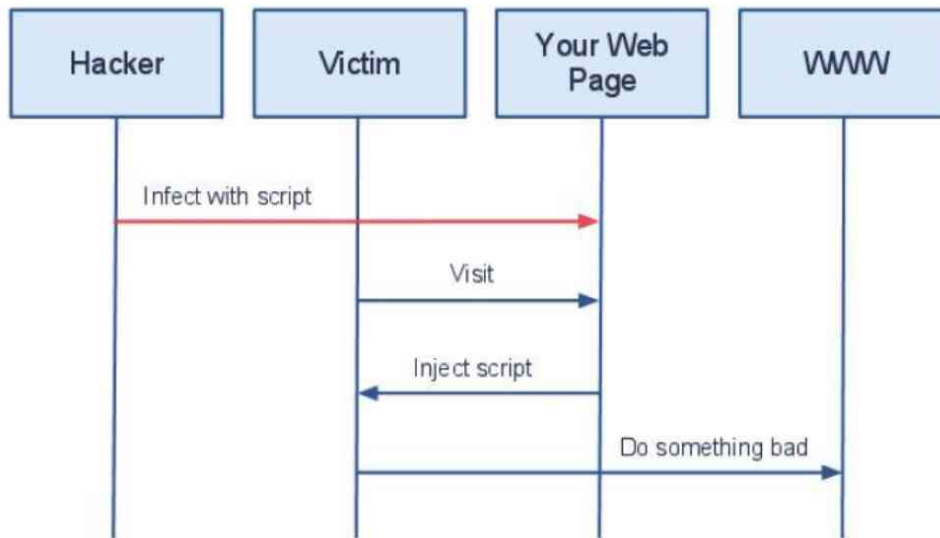 Hacker
Victim
Your Web
Page
WWW
Infect with script
Visit
Inject script
Do something bad